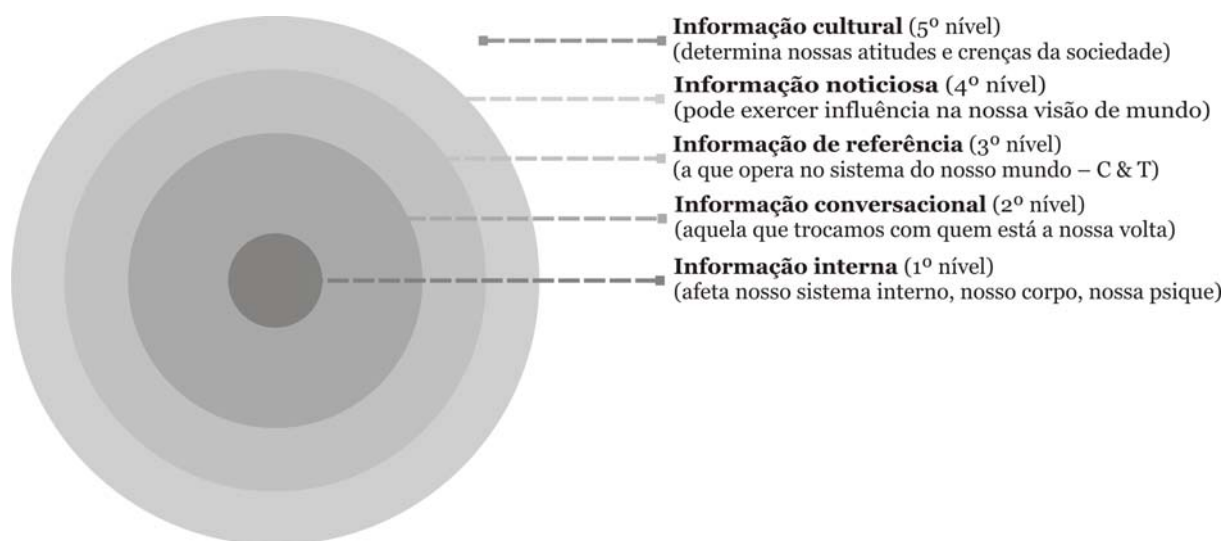 Informação cultural (5º nível)
(determina nossas atitudes e crenças da sociedade)
Informação noticiosa (4º nível)
(pode exercer influência na nossa visão de mundo)
Informação de referência (3º nível)
(a que opera no sistema do nosso mundo – C & T)
Informação conversacional (2º nível)
(aquela que trocamos com quem está a nossa volta)
Informação interna (1º nível)
(afeta nosso sistema interno, nosso corpo, nossa psique)